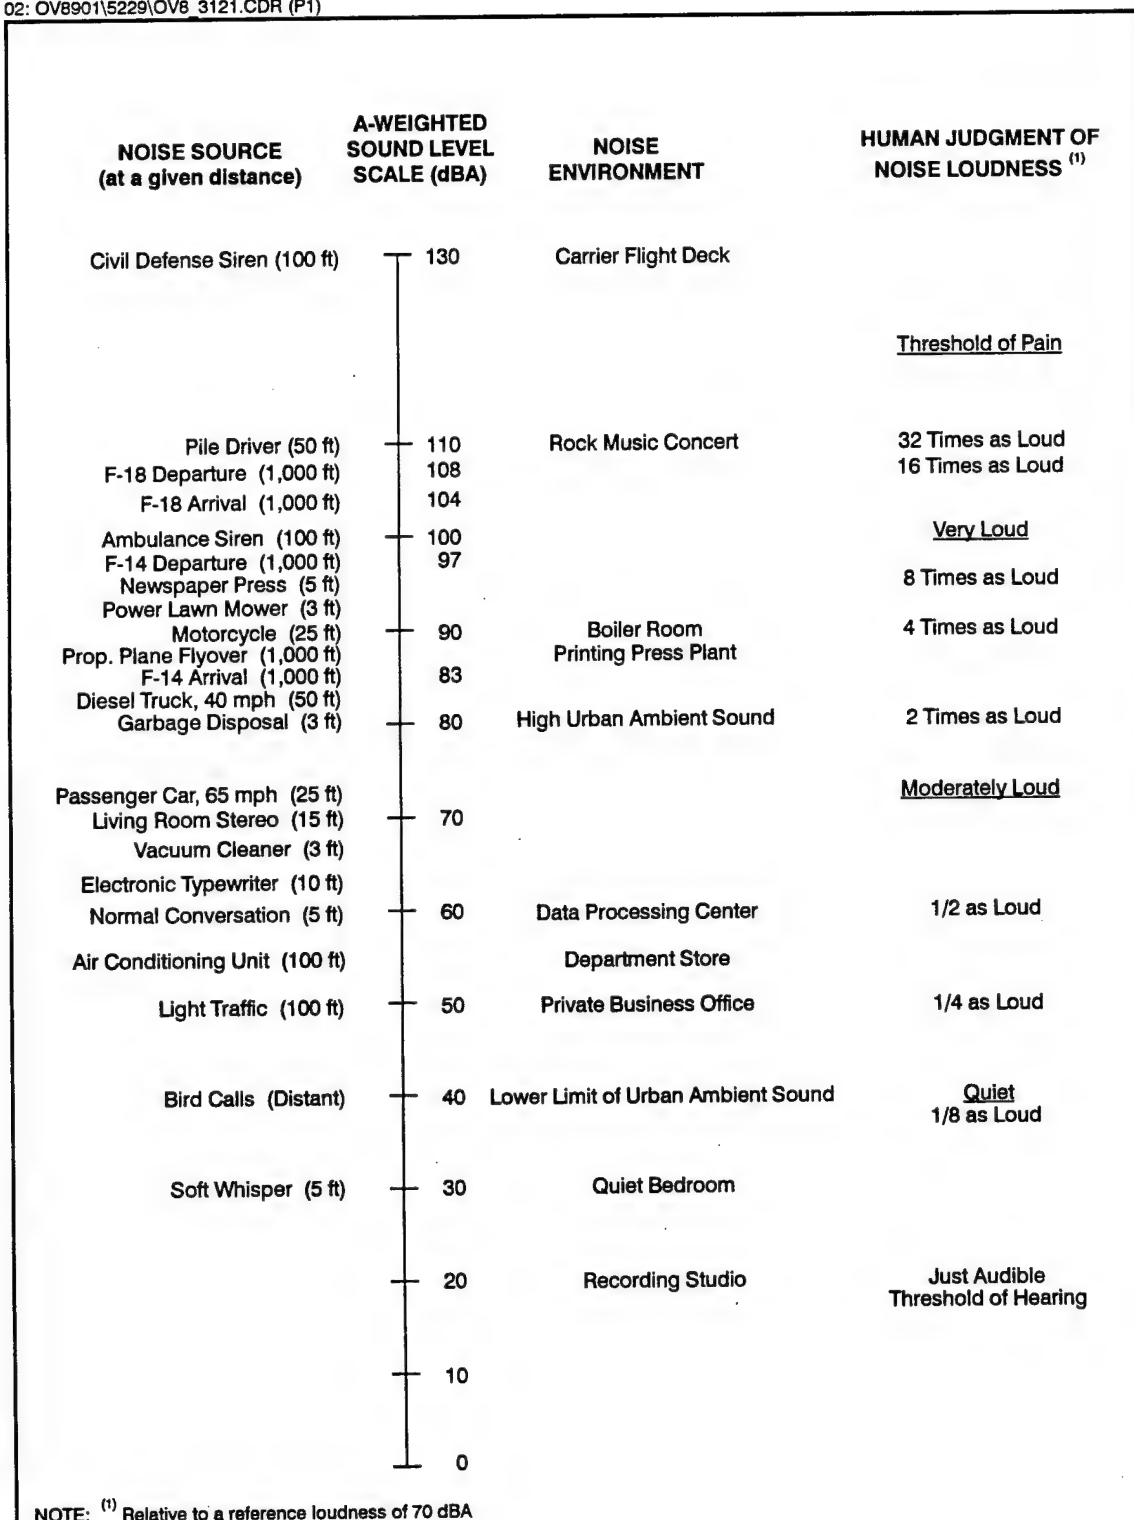 02: OV8901\5229\OV8_3121.CDR (P1)
NOISE SOURCE
(at a given distance)
A-WEIGHTED
SOUND LEVEL
SCALE (dBA)
NOISE
ENVIRONMENT
HUMAN JUDGMENT OF
NOISE LOUDNESS (1)
Civil Defense Siren (100 ft) 130 Carrier Flight Deck
Threshold of Pain
Pile Driver (50 ft) 110 Rock Music Concert 32 Times as Loud
F-18 Departure (1,000 ft) 108 16 Times as Loud
F-18 Arrival (1,000 ft) 104
Very Loud
Ambulance Siren (100 ft) 100
F-14 Departure (1,000 ft) 97
Newspaper Press (5 ft) 8 Times as Loud
Power Lawn Mower (3 ft)
Motorcycle (25 ft) 90 Boiler Room 4 Times as Loud
Prop. Plane Flyover (1,000 ft) Printing Press Plant
F-14 Arrival (1,000 ft) 83
Diesel Truck, 40 mph (50 ft)
Garbage Disposal (3 ft) 80 High Urban Ambient Sound 2 Times as Loud
Passenger Car, 65 mph (25 ft) Moderately Loud
Living Room Stereo (15 ft) 70
Vacuum Cleaner (3 ft)
Electronic Typewriter (10 ft)
Normal Conversation (5 ft) 60 Data Processing Center 1/2 as Loud
Air Conditioning Unit (100 ft) Department Store
Light Traffic (100 ft) 50 Private Business Office 1/4 as Loud
Bird Calls (Distant) 40 Lower Limit of Urban Ambient Sound Quiet
1/8 as Loud
Soft Whisper (5 ft) 30 Quiet Bedroom
20 Recording Studio Just Audible
Threshold of Hearing
10
0
NOTE: (1) Relative to a reference loudness of 70 dBA